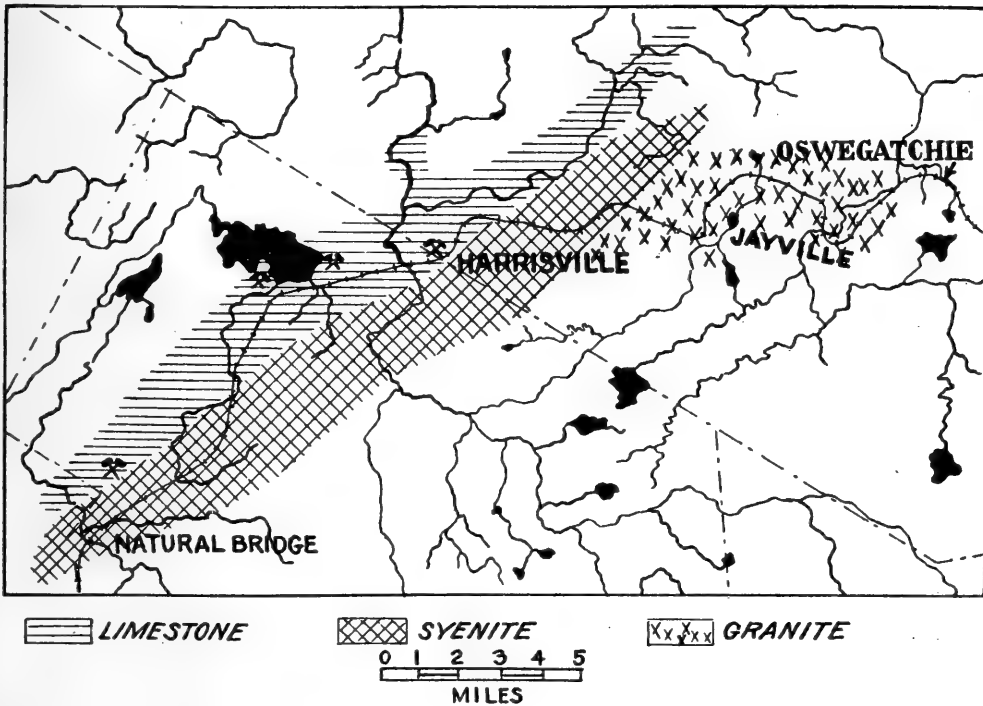 OSWEGATCHIE
JAYVILLE
HARRISVILLE
NATURAL BRIDGE
LIMESTONE SYENITE GRANITE
0 1 2 3 4 5
MILES